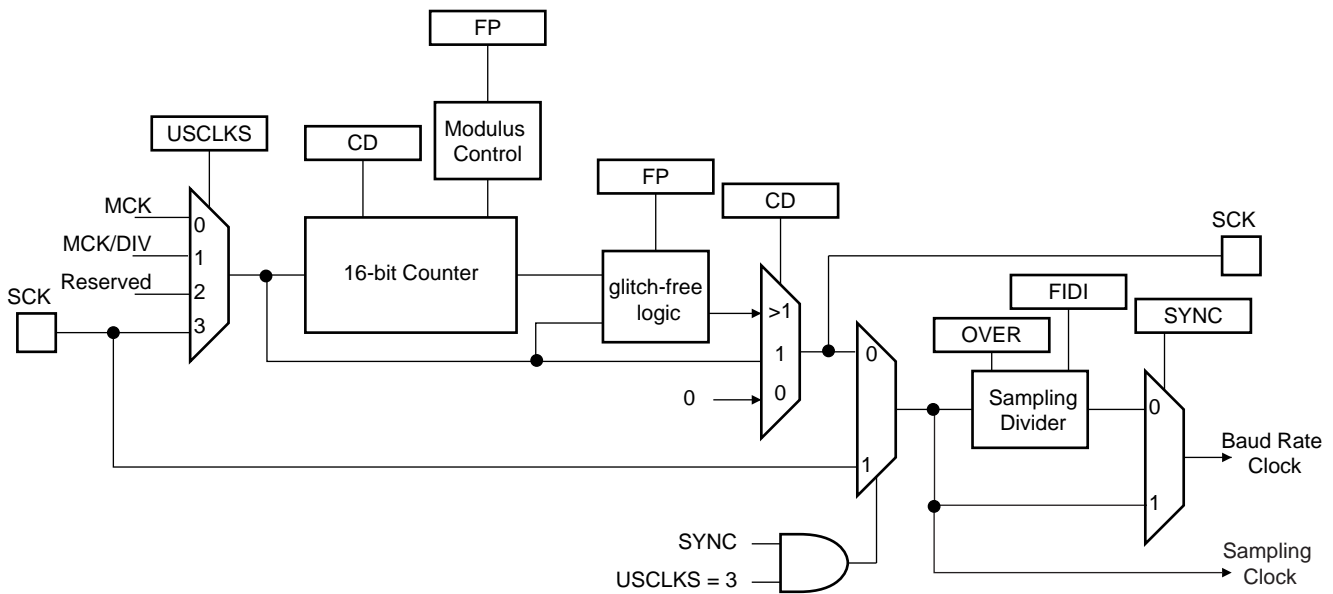 FP
USCLKS
CD
Modulus
Control
FP
CD
MCK
0
MCK/DIV
1
Reserved
2
SCK
3
16-bit Counter
glitch-free
logic
>1
1
0
0
SCK
FIDI
OVER
SYNC
0
1
Sampling
Divider
0
1
Baud Rate
Clock
SYNC
USCLKS = 3
Sampling
Clock